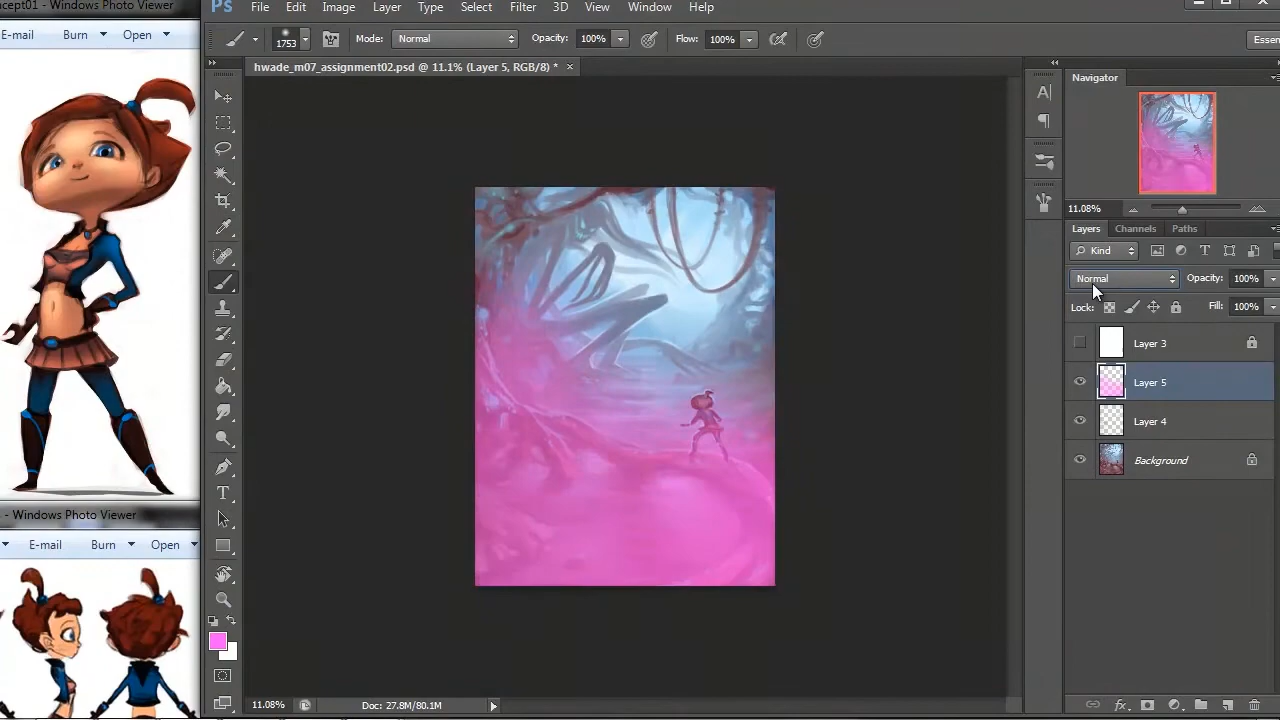 ncept01 - Windows Photo Viewer
E-mail Burn Open
- Windows Photo Viewer
E-mail Burn Open
Ps File Edit Image Layer Type Select Filter 3D View Window Help
1753 Mode: Normal Opacity: 100% Flow: 100% Essen
hwade_m07_assignment02.psd @ 11.1% (Layer 5, RGB/8) * ×
Navigator
11.08%
Layers Channels Paths
Kind
Normal Opacity: 100%
Lock: Fill: 100%
Layer 3
Layer 5
Layer 4
Background
11.08% Doc: 27.8M/80.1M